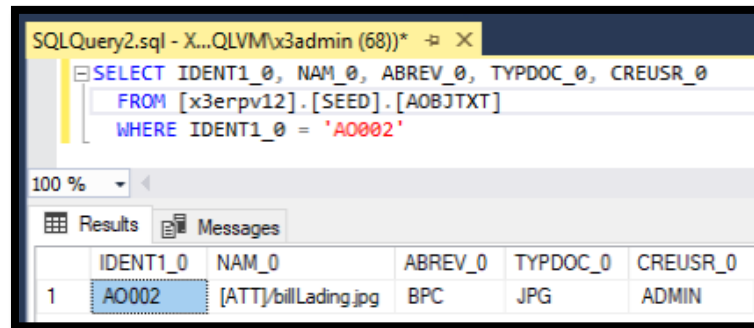 SQLQuery2.sql - X...QLVM\x3admin (68))*
SELECT IDENT1_0, NAM_0, ABREV_0, TYPDOC_0, CREUSR_0
FROM [x3erpv12].[SEED].[AOBJTXT]
WHERE IDENT1_0 = 'AO002'
100 %
Results Messages
IDENT1_0 NAM_0 ABREV_0 TYPDOC_0 CREUSR_0
1 AO002 [ATT]/billLading.jpg BPC JPG ADMIN